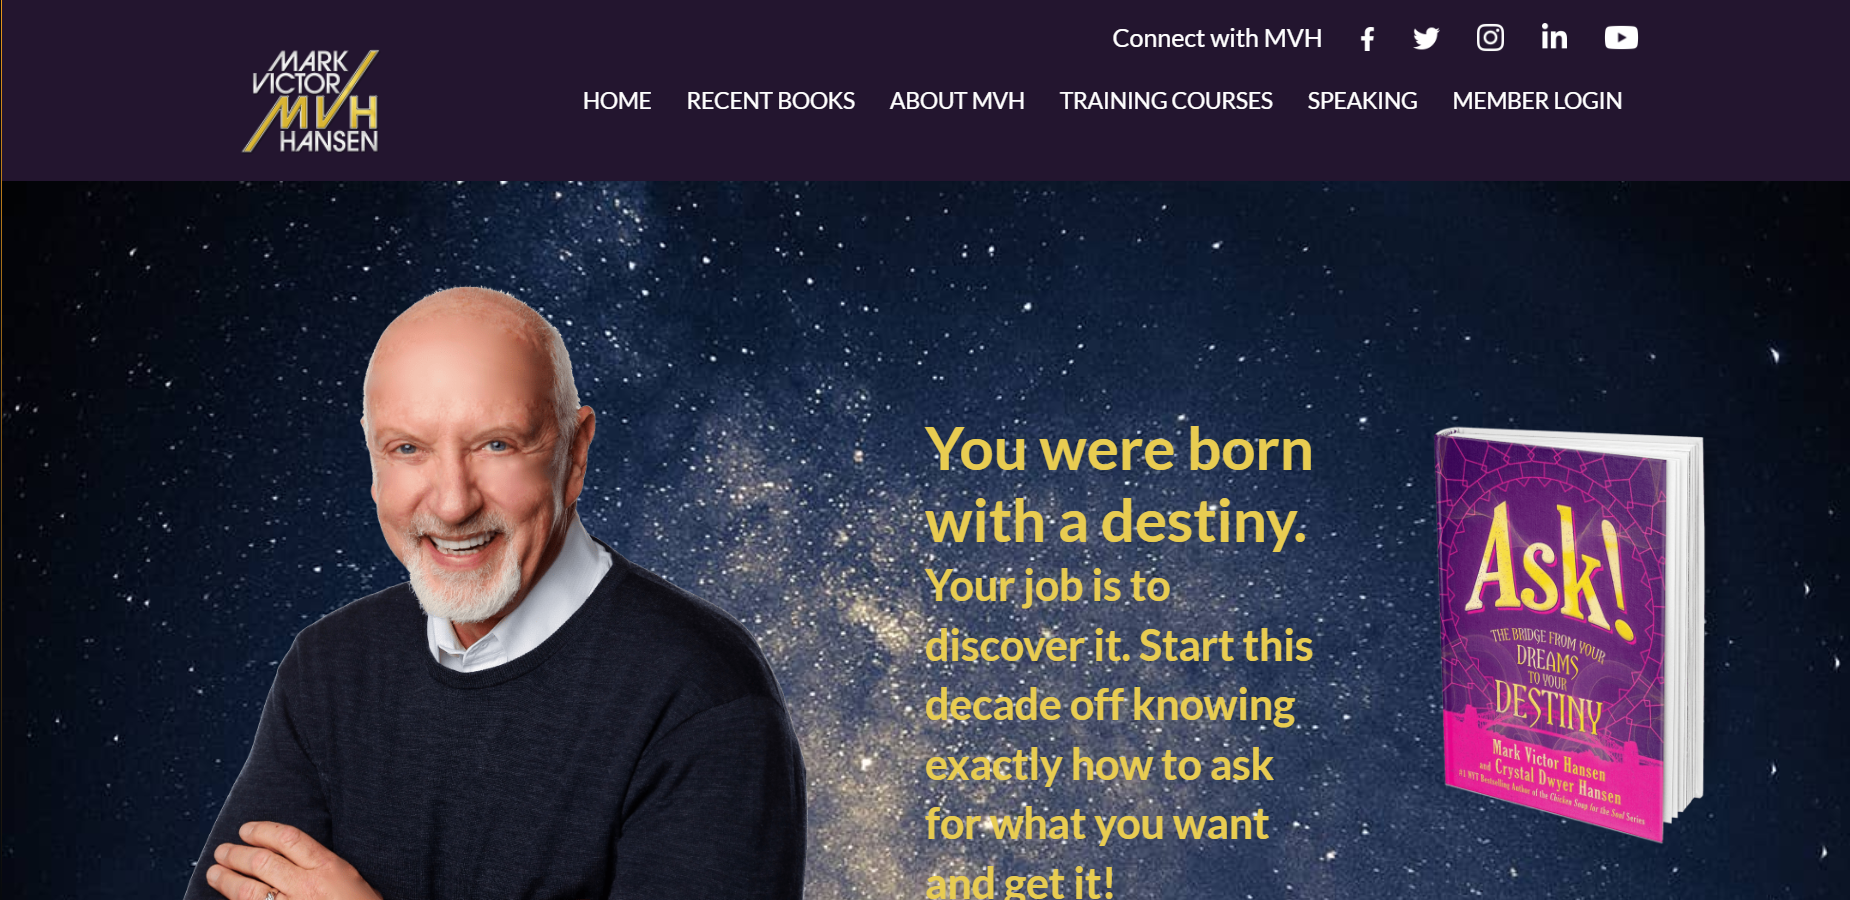 Connect with MVH
MARK
VICTOR
MVH
HANSEN
HOME RECENT BOOKS ABOUT MVH TRAINING COURSES SPEAKING MEMBER LOGIN
You were born
with a destiny.
Your job is to
discover it. Start this
decade off knowing
exactly how to ask
for what you want
and get it!
Ask!
THE BRIDGE FROM YOUR
DREAMS
TO YOUR
DESTINY
Mark Victor Hansen
and Crystal Dwyer Hansen
#1 NYT Bestselling Author of the Chicken Soup for the Soul Series